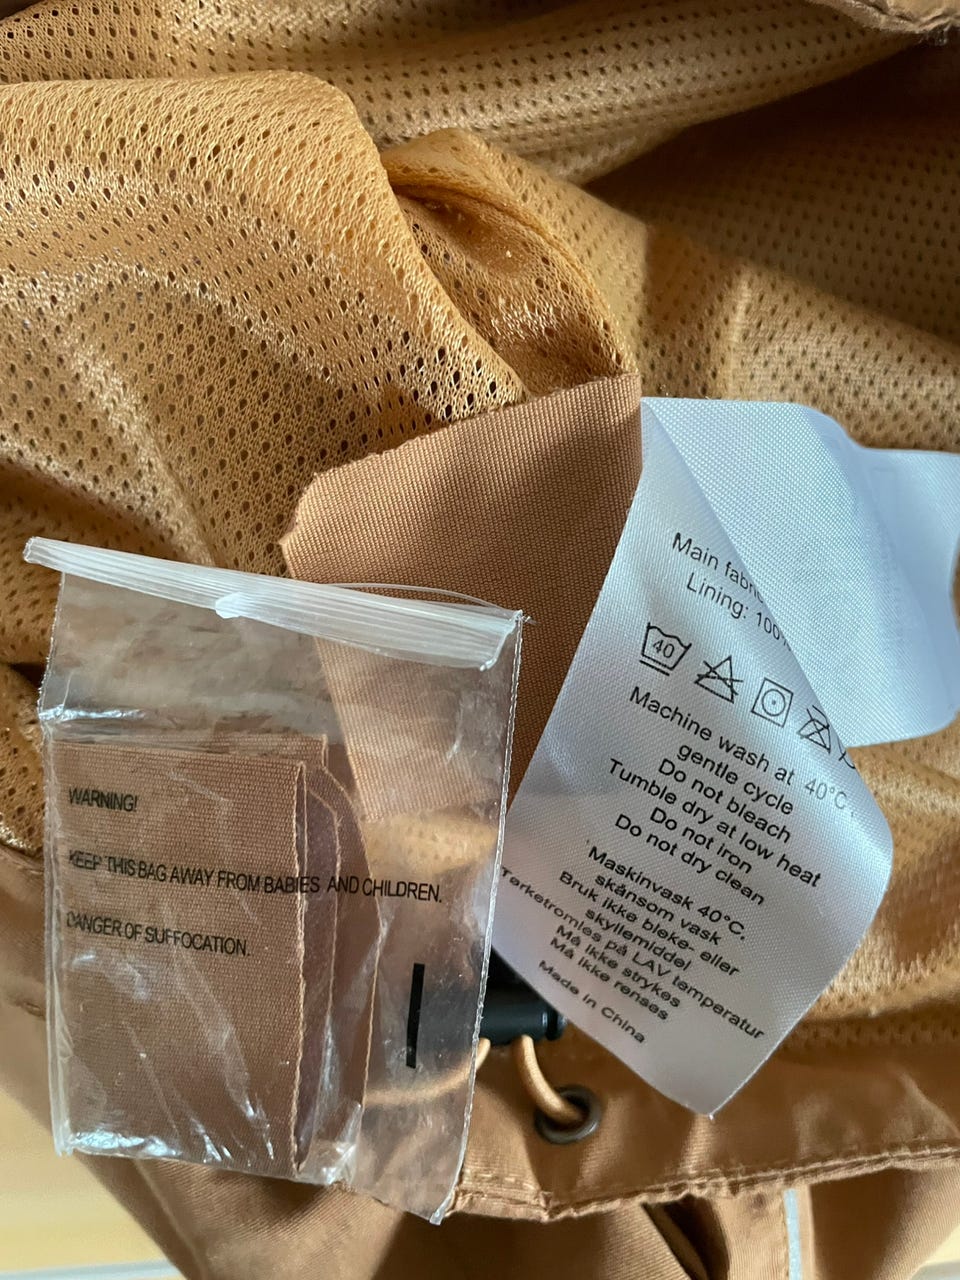 WARNING!
KEEP THIS BAG AWAY FROM BABIES AND CHILDREN.
DANGER OF SUFFOCATION.
Main
Lining:
40
Machine wash at 40°C.
gentle cycle
Do not bleach
Tumble dry at low heat
Do not iron
Do not dry clean
Maskinvask 40°C.
skånsom vask
Bruk ikke bleke- eller
skyllemiddel
Tørketromles på LAV temperatur
Må ikke strykes
Må ikke renses
Made in China